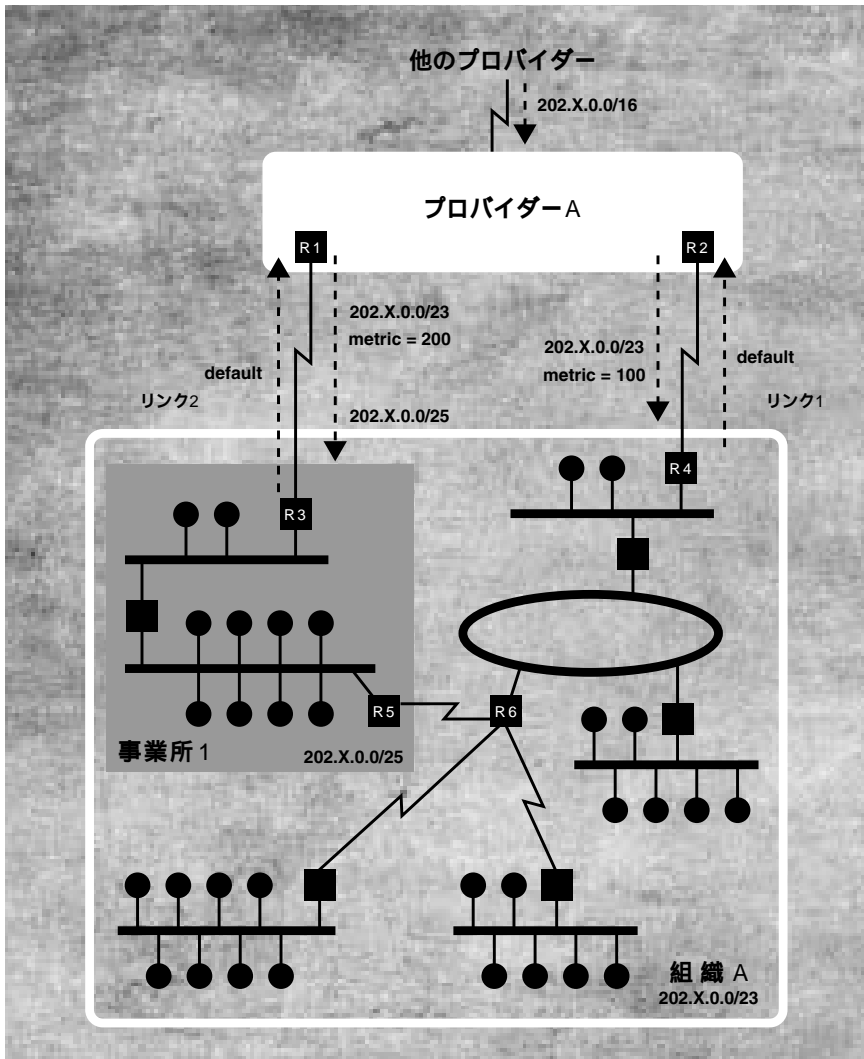 他のプロバイダー
202.X.0.0/16
プロバイダーA
R1
R2
202.X.0.0/23
metric = 200
202.X.0.0/23
metric = 100
default
default
リンク2
リンク1
202.X.0.0/25
R4
R3
R5
R6
事業所1
202.X.0.0/25
組織 A
202.X.0.0/23